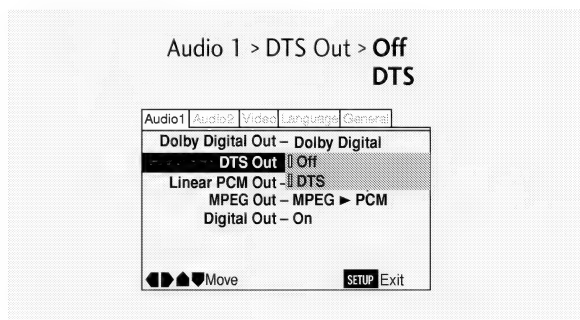 Audio 1 > DTS Out > Off
DTS
Audio1 Audio2 Video Language General
Dolby Digital Out – Dolby Digital
DTS Out Off
Linear PCM Out - DTS
MPEG Out – MPEG ► PCM
Digital Out – On
Move SETUP Exit